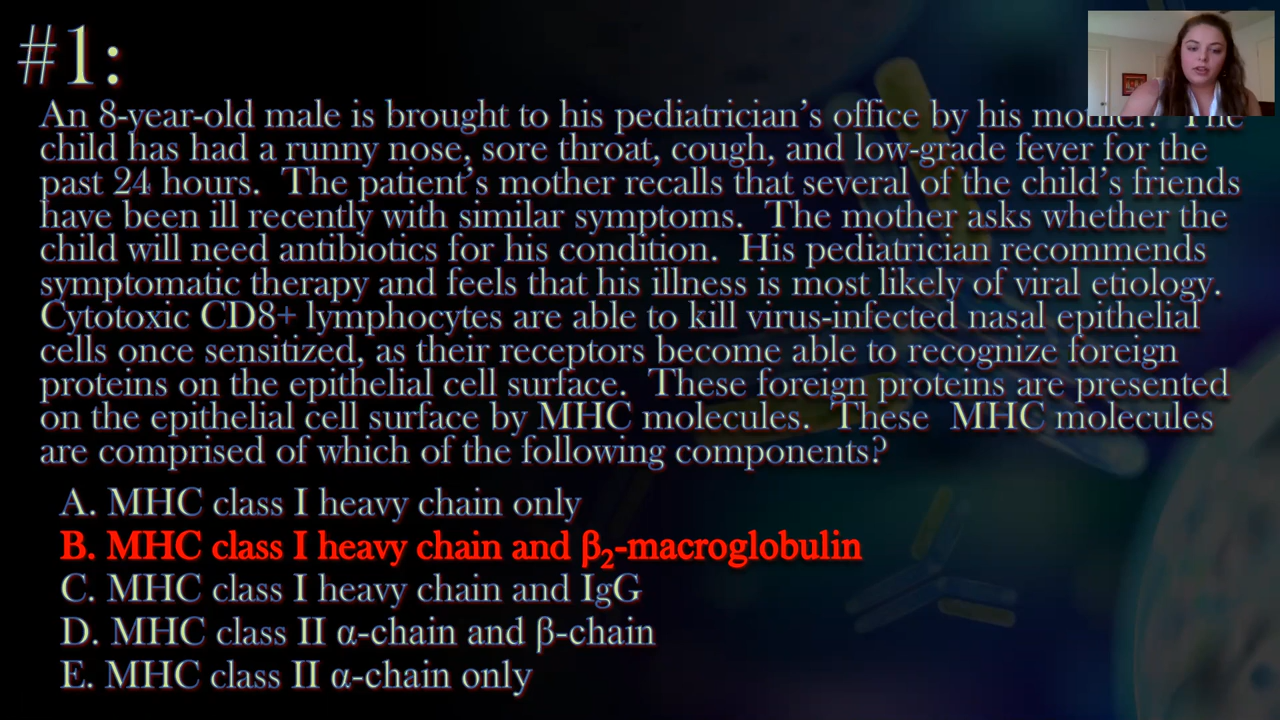 #1:
An 8-year-old male is brought to his pediatrician's office by his mother. The
child has had a runny nose, sore throat, cough, and low-grade fever for the
past 24 hours. The patient's mother recalls that several of the child's friends
have been ill recently with similar symptoms. The mother asks whether the
child will need antibiotics for his condition. His pediatrician recommends
symptomatic therapy and feels that his illness is most likely of viral etiology.
Cytotoxic CD8+ lymphocytes are able to kill virus-infected nasal epithelial
cells once sensitized, as their receptors become able to recognize foreign
proteins on the epithelial cell surface. These foreign proteins are presented
on the epithelial cell surface by MHC molecules. These MHC molecules
are comprised of which of the following components?
A. MHC class I heavy chain only
B. MHC class I heavy chain and β₂-macroglobulin
C. MHC class I heavy chain and IgG
D. MHC class II α-chain and β-chain
E. MHC class II α-chain only